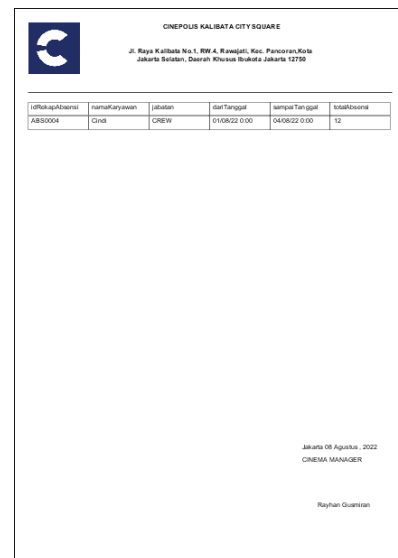 CINEPOLIS KALIBATA CITY SQUARE
Jl. Raya Kalibata No.1, RW.4, Rawajati, Kec. Pancoran,Kota
Jakarta Selatan, Daerah Khusus Ibukota Jakarta 12750
idRekapAbsensi namaKaryawan jabatan dariTanggal sampaiTanggal totalAbsensi
ABS0004 Cindi CREW 01/08/22 0:00 04/08/22 0:00 12
Jakarta 08 Agustus , 2022
CINEMA MANAGER
Rayhan Gusmiran